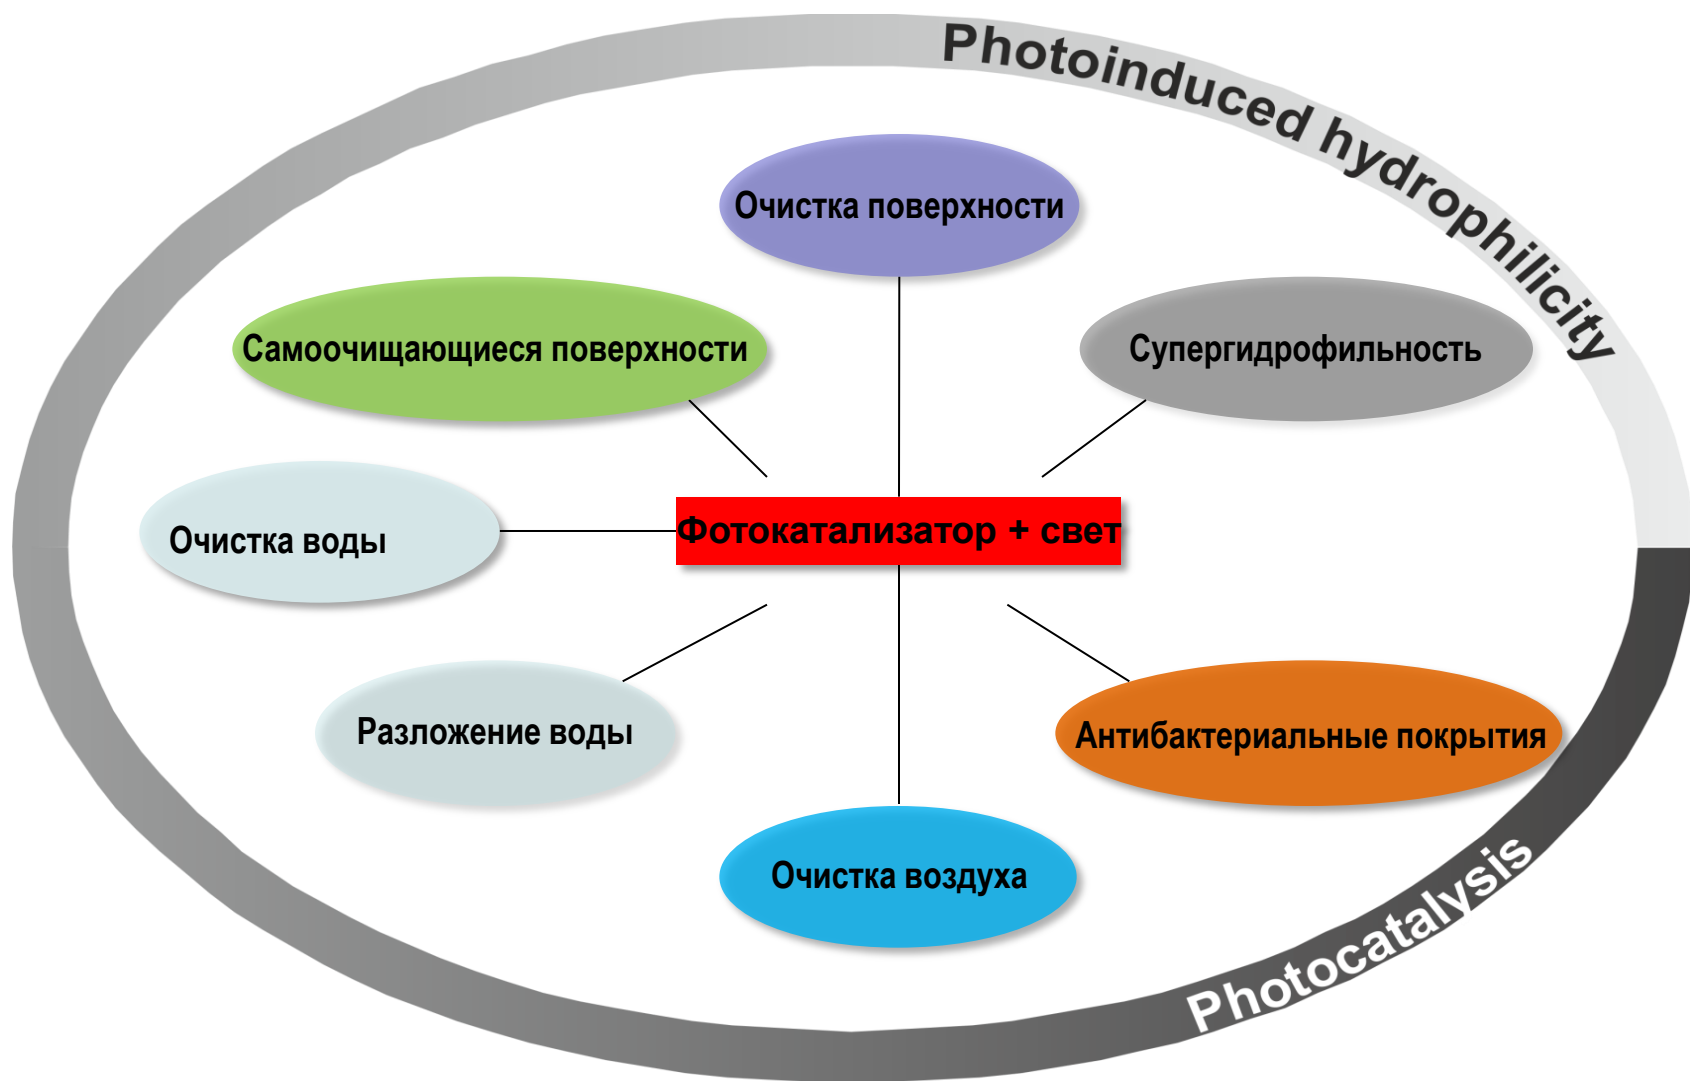 Photoinduced hydrophilicity
Очистка поверхности
Самоочищающиеся поверхности
Супергидрофильность
Фотокатализатор + свет
Очистка воды
Разложение воды
Антибактериальные покрытия
Очистка воздуха
Photocatalysis